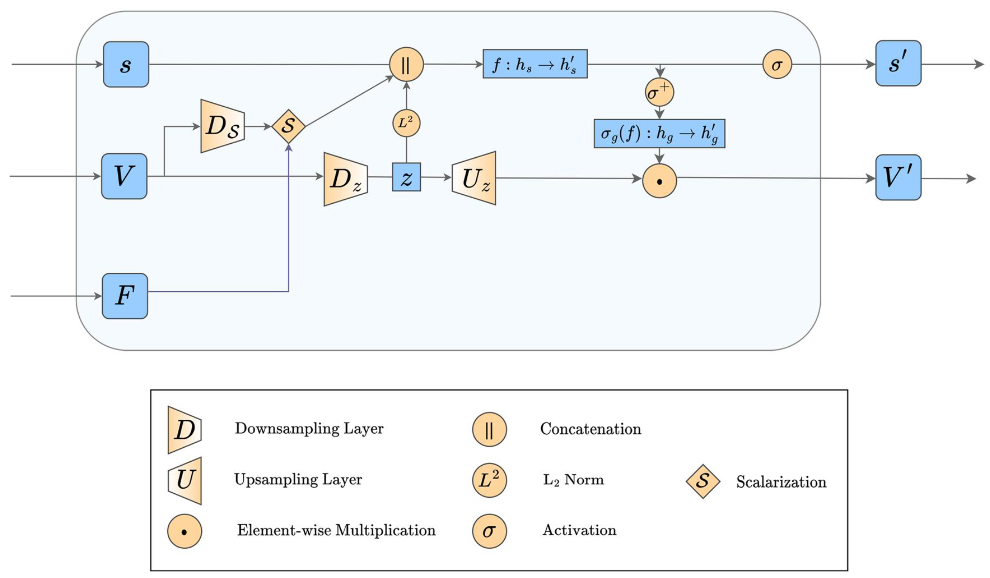 s
||
f : h_s → h'_s
σ
s'
σ^+
D_𝒮
𝒮
L^2
σ_g(f) : h_g → h'_g
V
D_z
z
U_z
•
V'
F
D Downsampling Layer
|| Concatenation
U Upsampling Layer
L^2 L_2 Norm
𝒮 Scalarization
• Element-wise Multiplication
σ Activation